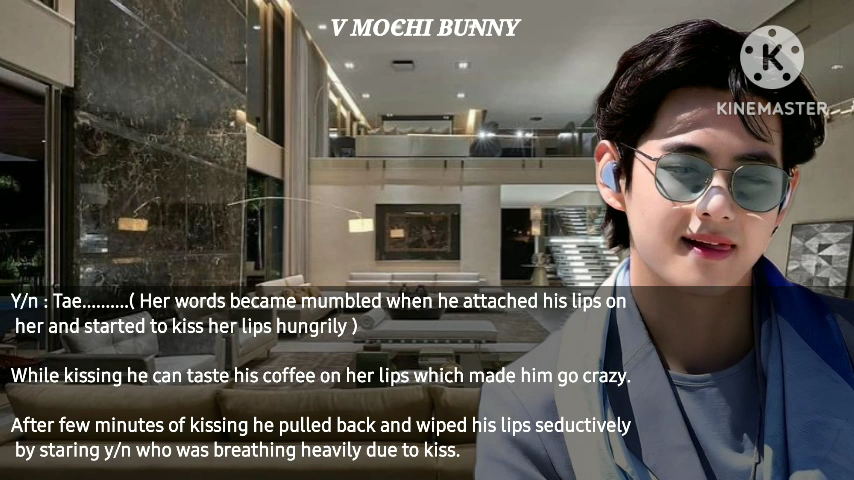 V MOЄHI BUNNY
KINEMASTER
Y/n : Tae..........( Her words became mumbled when he attached his lips on
her and started to kiss her lips hungrily )
While kissing he can taste his coffee on her lips which made him go crazy.
After few minutes of kissing he pulled back and wiped his lips seductively
by staring y/n who was breathing heavily due to kiss.